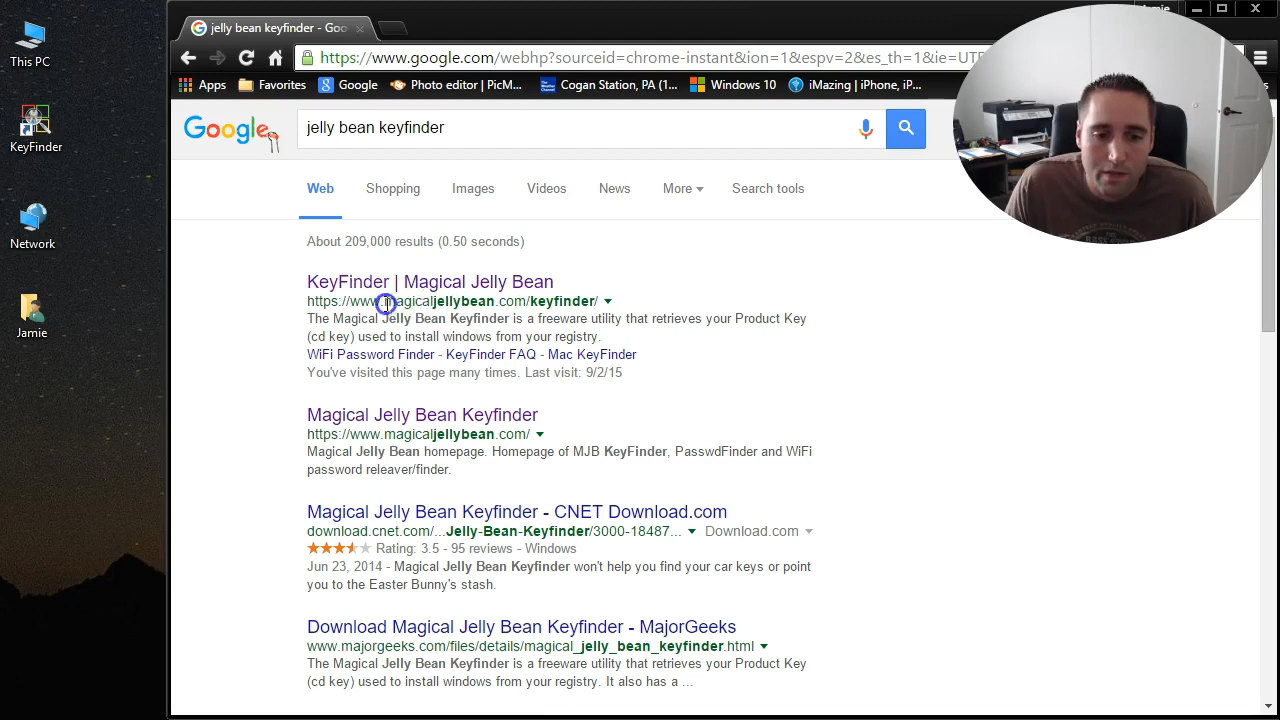 This PC
KeyFinder
Network
Jamie
jelly bean keyfinder - Goo
https://www.google.com/webhp?sourceid=chrome-instant&ion=1&espv=2&es_th=1&ie=UT
Apps
Favorites
Google
Photo editor | PicM...
Cogan Station, PA (1...
Windows 10
iMazing | iPhone, iP...
Google
jelly bean keyfinder
Web Shopping Images Videos News More Search tools
About 209,000 results (0.50 seconds)
KeyFinder | Magical Jelly Bean
https://www.magicaljellybean.com/keyfinder/
The Magical Jelly Bean Keyfinder is a freeware utility that retrieves your Product Key
(cd key) used to install windows from your registry.
WiFi Password Finder - KeyFinder FAQ - Mac KeyFinder
You've visited this page many times. Last visit: 9/2/15
Magical Jelly Bean Keyfinder
https://www.magicaljellybean.com/
Magical Jelly Bean homepage. Homepage of MJB KeyFinder, PasswdFinder and WiFi
password releaver/finder.
Magical Jelly Bean Keyfinder - CNET Download.com
download.cnet.com/...Jelly-Bean-Keyfinder/3000-18487... Download.com
Rating: 3.5 - 95 reviews - Windows
Jun 23, 2014 - Magical Jelly Bean Keyfinder won't help you find your car keys or point
you to the Easter Bunny's stash.
Download Magical Jelly Bean Keyfinder - MajorGeeks
www.majorgeeks.com/files/details/magical_jelly_bean_keyfinder.html
The Magical Jelly Bean Keyfinder is a freeware utility that retrieves your Product Key
(cd key) used to install windows from your registry. It also has a ...